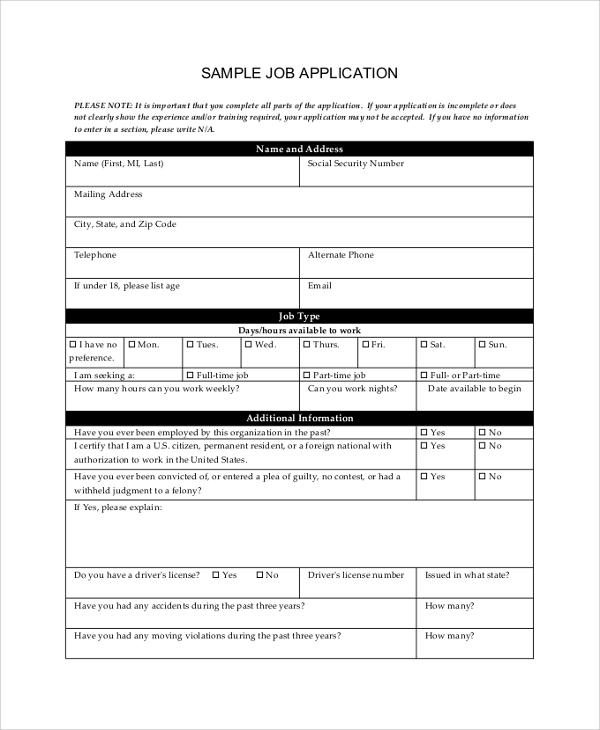 SAMPLE JOB APPLICATION
PLEASE NOTE: It is important that you complete all parts of the application. If your application is incomplete or does
not clearly show the experience and/or training required, your application may not be accepted. If you have no information
to enter in a section, please write N/A.
Name and Address
Name (First, MI, Last) Social Security Number
Mailing Address
City, State, and Zip Code
Telephone Alternate Phone
If under 18, please list age Email
Job Type
Days/hours available to work
☐ I have no preference. ☐ Mon. ☐ Tues. ☐ Wed. ☐ Thurs. ☐ Fri. ☐ Sat. ☐ Sun.
I am seeking a: ☐ Full-time job ☐ Part-time job ☐ Full- or Part-time
How many hours can you work weekly? Can you work nights? Date available to begin
Additional Information
Have you ever been employed by this organization in the past? ☐ Yes ☐ No
I certify that I am a U.S. citizen, permanent resident, or a foreign national with ☐ Yes ☐ No
authorization to work in the United States.
Have you ever been convicted of, or entered a plea of guilty, no contest, or had a ☐ Yes ☐ No
withheld judgment to a felony?
If Yes, please explain:
Do you have a driver's license? ☐ Yes ☐ No Driver's license number Issued in what state?
Have you had any accidents during the past three years? How many?
Have you had any moving violations during the past three years? How many?